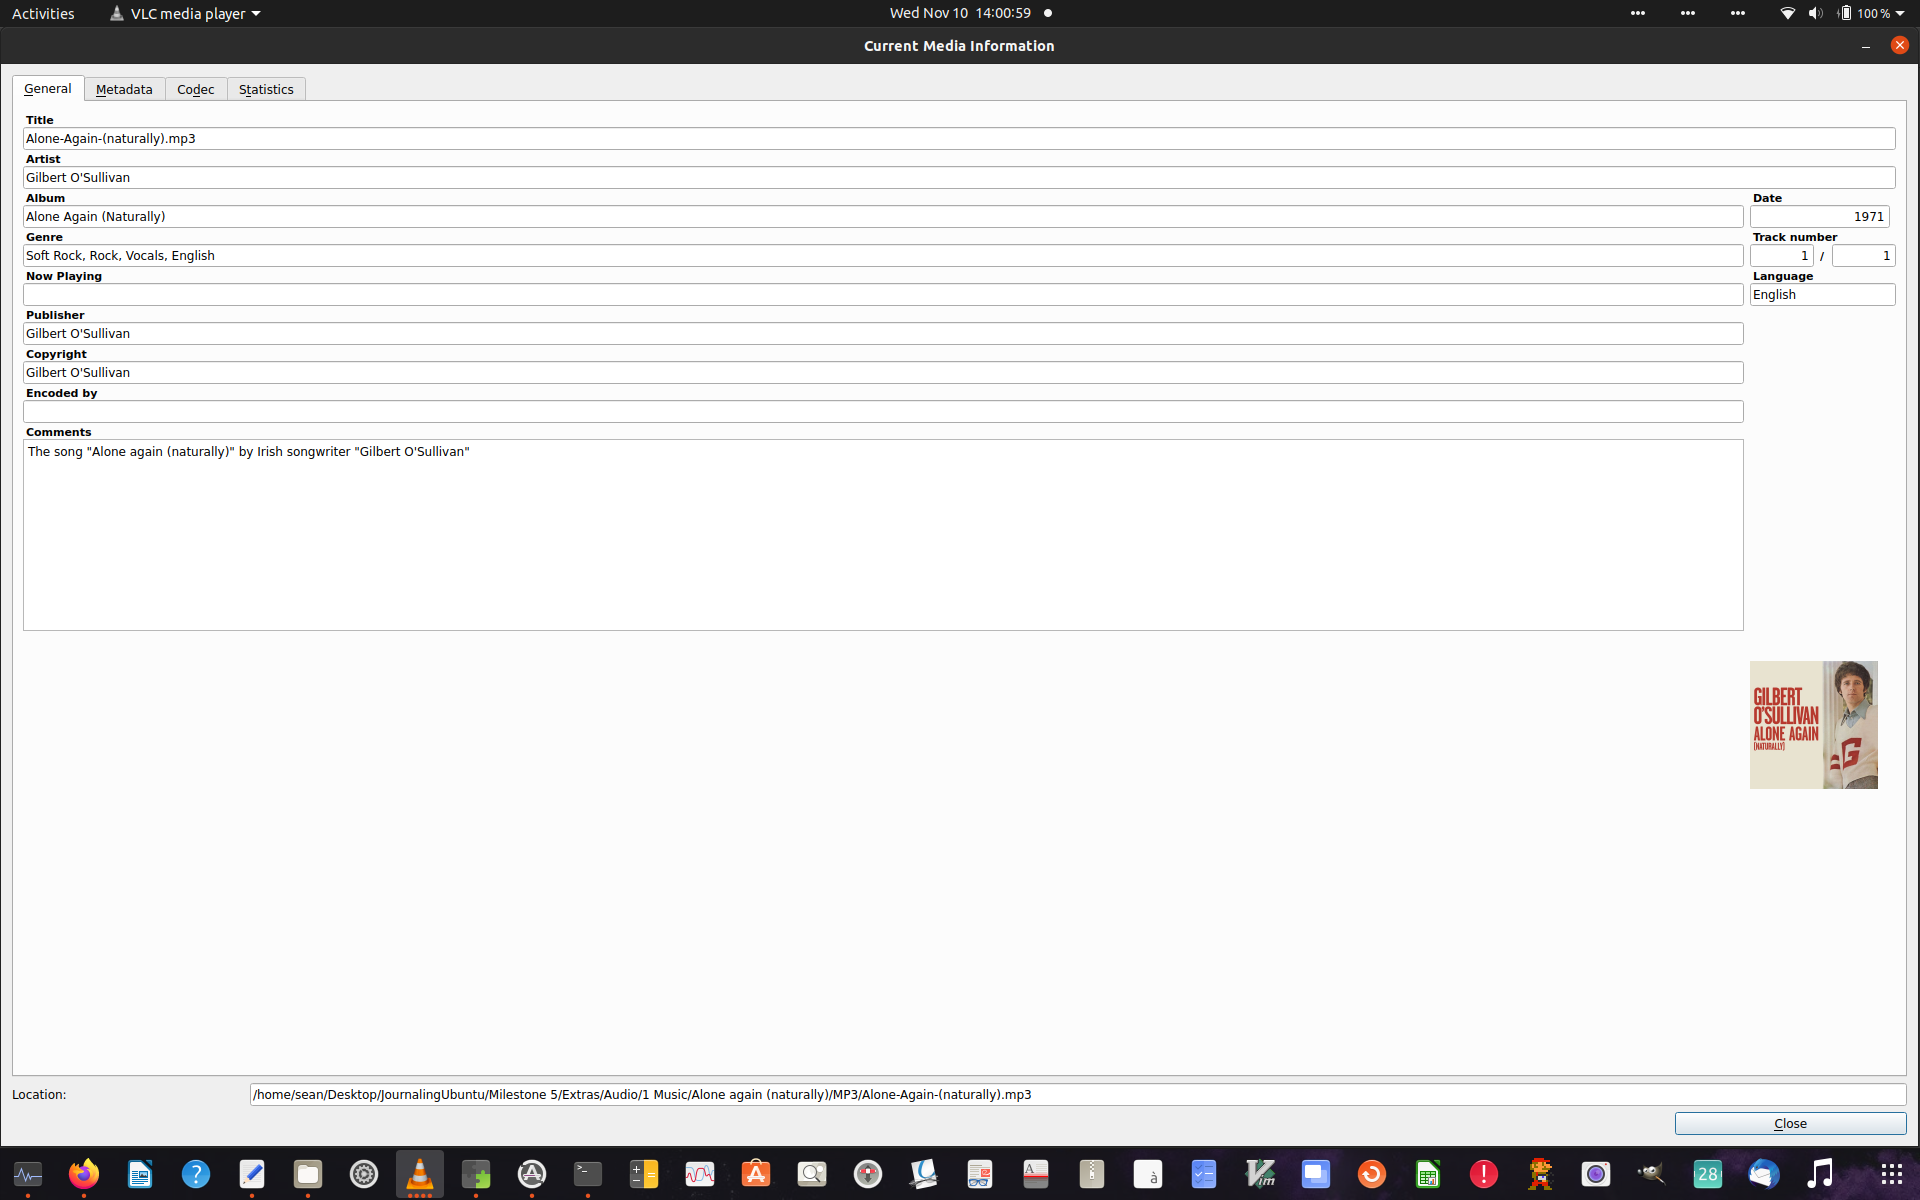 Activities VLC media player Wed Nov 10 14:00:59 100 %
Current Media Information
General Metadata Codec Statistics
Title
Alone-Again-(naturally).mp3
Artist
Gilbert O'Sullivan
Album Date
Alone Again (Naturally) 1971
Genre Track number
Soft Rock, Rock, Vocals, English 1 / 1
Now Playing Language
English
Publisher
Gilbert O'Sullivan
Copyright
Gilbert O'Sullivan
Encoded by
Comments
The song "Alone again (naturally)" by Irish songwriter "Gilbert O'Sullivan"
GILBERT
O'SULLIVAN
ALONE AGAIN
[NATURALLY]
G
Location: /home/sean/Desktop/JournalingUbuntu/Milestone 5/Extras/Audio/1 Music/Alone again (naturally)/MP3/Alone-Again-(naturally).mp3
Close
? >_ A A à Vim ! 28